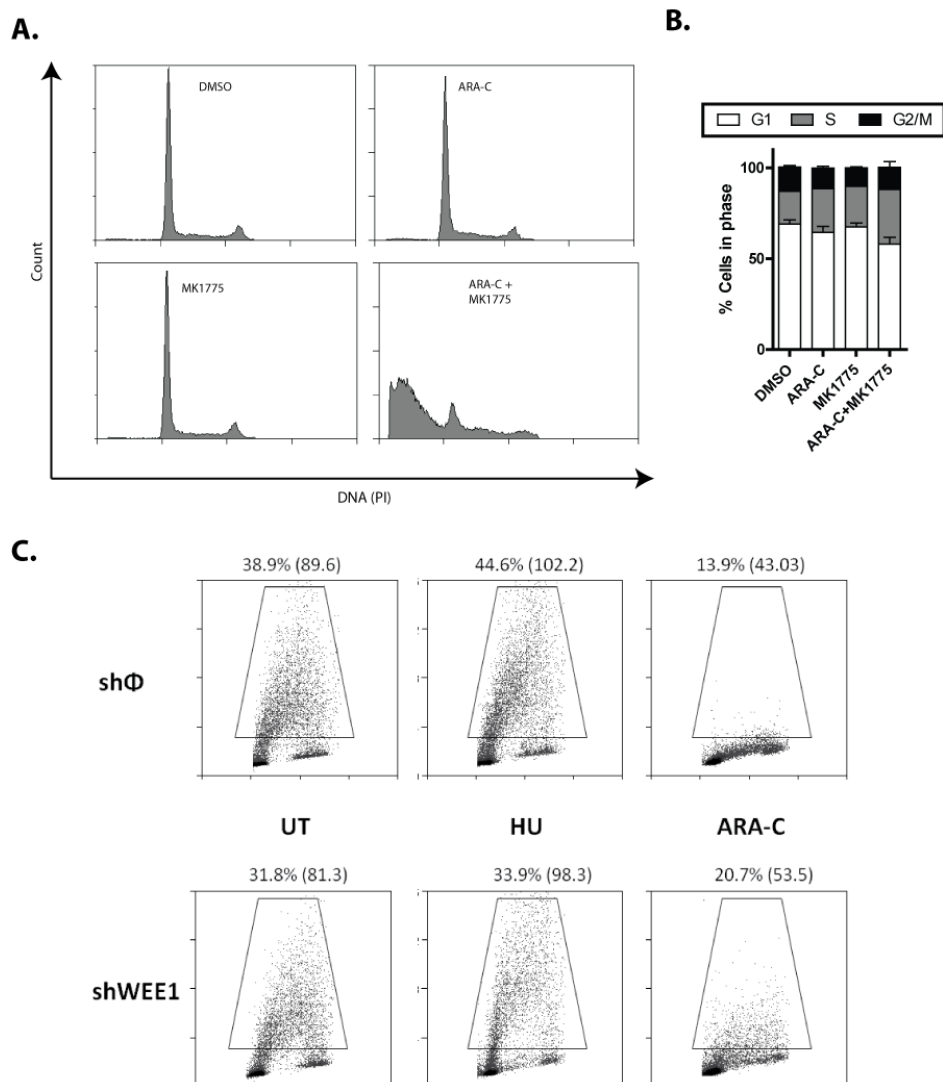 A.
B.
Count
DMSO
ARA-C
MK1775
ARA-C +
MK1775
DNA (PI)
G1 S G2/M
% Cells in phase
100
50
0
DMSO
ARA-C
MK1775
ARA-C+MK1775
C.
38.9% (89.6) 44.6% (102.2) 13.9% (43.03)
shΦ
UT HU ARA-C
31.8% (81.3) 33.9% (98.3) 20.7% (53.5)
shWEE1